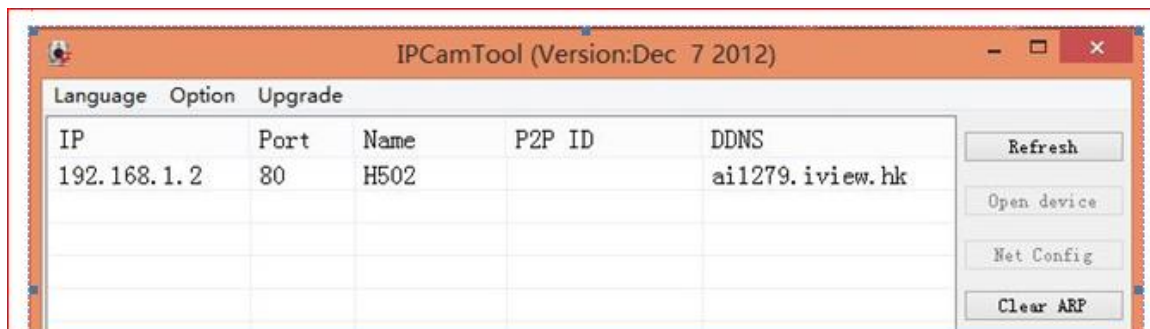 IPCamTool (Version:Dec 7 2012)
Language Option Upgrade
IP Port Name P2P ID DDNS
192.168.1.2 80 H502 ai1279.iview.hk
Refresh
Open device
Net Config
Clear ARP